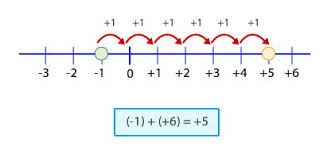 +1 +1 +1 +1 +1 +1
-3 -2 -1 0 +1 +2 +3 +4 +5 +6
(-1) + (+6) = +5